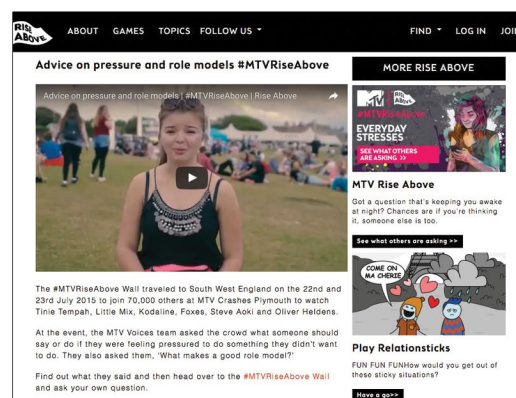 RISE
ABOVE
ABOUT GAMES TOPICS FOLLOW US FIND LOG IN JOI
Advice on pressure and role models #MTVRiseAbove
Advice on pressure and role models | #MTVRiseAbove | Rise Above
The #MTVRiseAbove Wall traveled to South West England on the 22nd and
23rd July 2015 to join 70,000 others at MTV Crashes Plymouth to watch
Tinie Tempah, Little Mix, Kodaline, Foxes, Steve Aoki and Oliver Heldens.
At the event, the MTV Voices team asked the crowd what someone should
say or do if they were feeling pressured to do something they didn't want
to do. They also asked them, 'What makes a good role model?'
Find out what they said and then head over to the #MTVRiseAbove Wall
and ask your own question.
MORE RISE ABOVE
MTV RISE ABOVE
#MTVRISEABOVE
EVERYDAY
STRESSES
SEE WHAT OTHERS
ARE ASKING >>
MTV Rise Above
Got a question that's keeping you awake
at night? Chances are if you're thinking
it, someone else is too.
See what others are asking >>
COME ON
MA CHERIE
Play Relationsticks
FUN FUN FUNHow would you get out of
these sticky situations?
Have a go>>